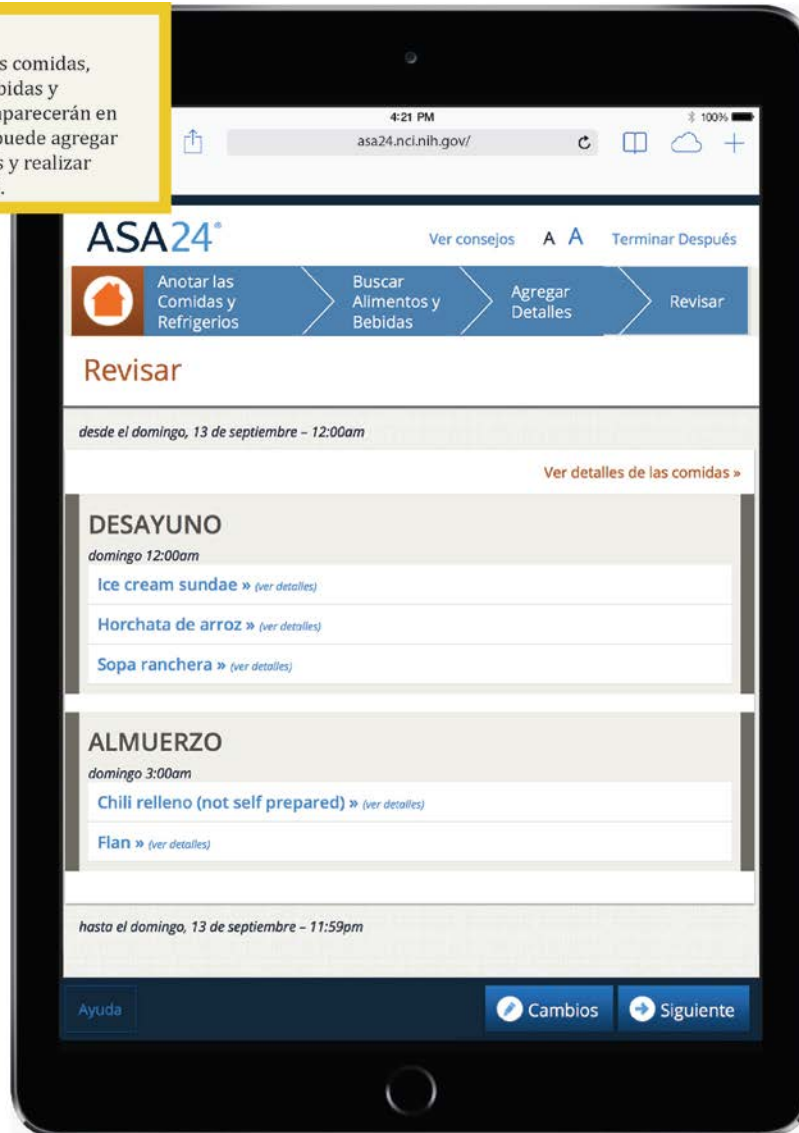 s comidas,
bidas y
aparecerán en
puede agregar
s y realizar
4:21 PM
100%
asa24.nci.nih.gov/
ASA24®
Ver consejos A A Terminar Después
Anotar las
Comidas y
Refrigerios
Buscar
Alimentos y
Bebidas
Agregar
Detalles
Revisar
Revisar
desde el domingo, 13 de septiembre – 12:00am
Ver detalles de las comidas »
DESAYUNO
domingo 12:00am
Ice cream sundae » (ver detalles)
Horchata de arroz » (ver detalles)
Sopa ranchera » (ver detalles)
ALMUERZO
domingo 3:00am
Chili relleno (not self prepared) » (ver detalles)
Flan » (ver detalles)
hasta el domingo, 13 de septiembre – 11:59pm
Ayuda
Cambios
Siguiente